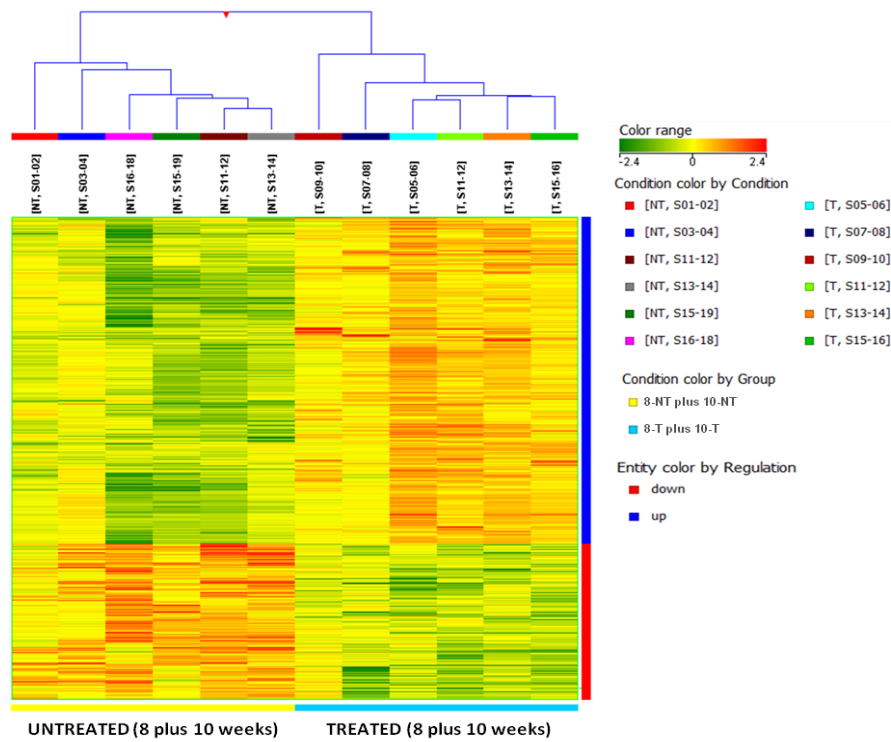 [NT, S01-02]
[NT, S03-04]
[NT, S16-18]
[NT, S15-19]
[NT, S11-12]
[NT, S13-14]
[T, S09-10]
[T, S07-08]
[T, S05-06]
[T, S11-12]
[T, S13-14]
[T, S15-16]
Color range
-2.4 0 2.4
Condition color by Condition
[NT, S01-02] [T, S05-06]
[NT, S03-04] [T, S07-08]
[NT, S11-12] [T, S09-10]
[NT, S13-14] [T, S11-12]
[NT, S15-19] [T, S13-14]
[NT, S16-18] [T, S15-16]
Condition color by Group
8-NT plus 10-NT
8-T plus 10-T
Entity color by Regulation
down
up
UNTREATED (8 plus 10 weeks) TREATED (8 plus 10 weeks)